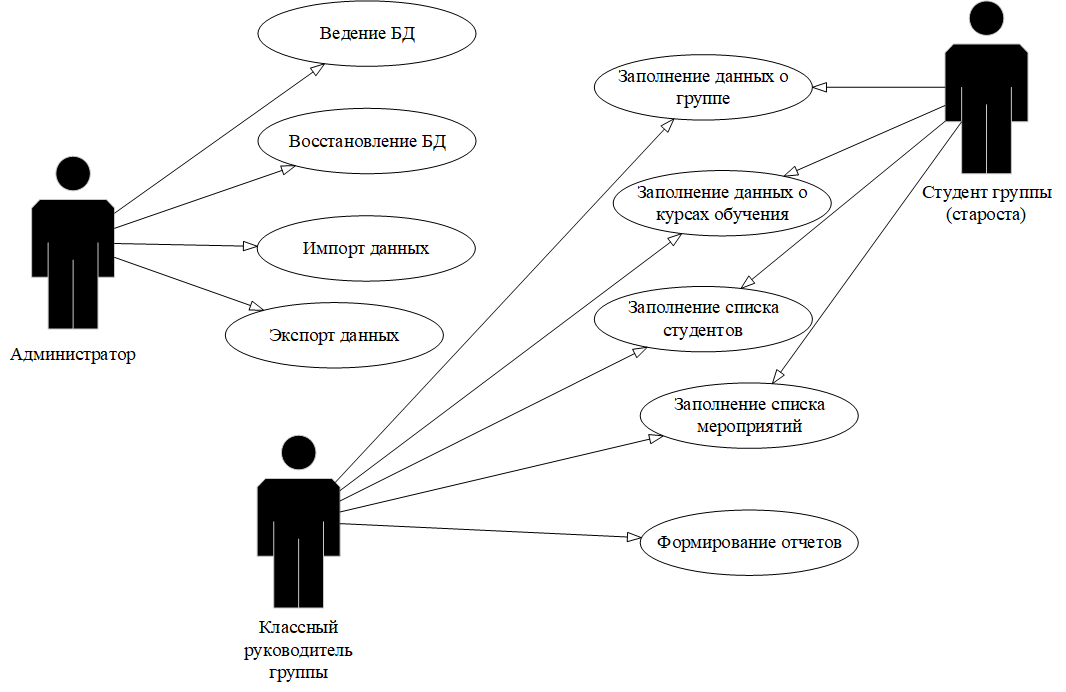 Ведение БД
Восстановление БД
Импорт данных
Экспорт данных
Администратор
Заполнение данных о
группе
Заполнение данных о
курсах обучения
Заполнение списка
студентов
Заполнение списка
мероприятий
Формирование отчетов
Студент группы
(староста)
Классный
руководитель
группы